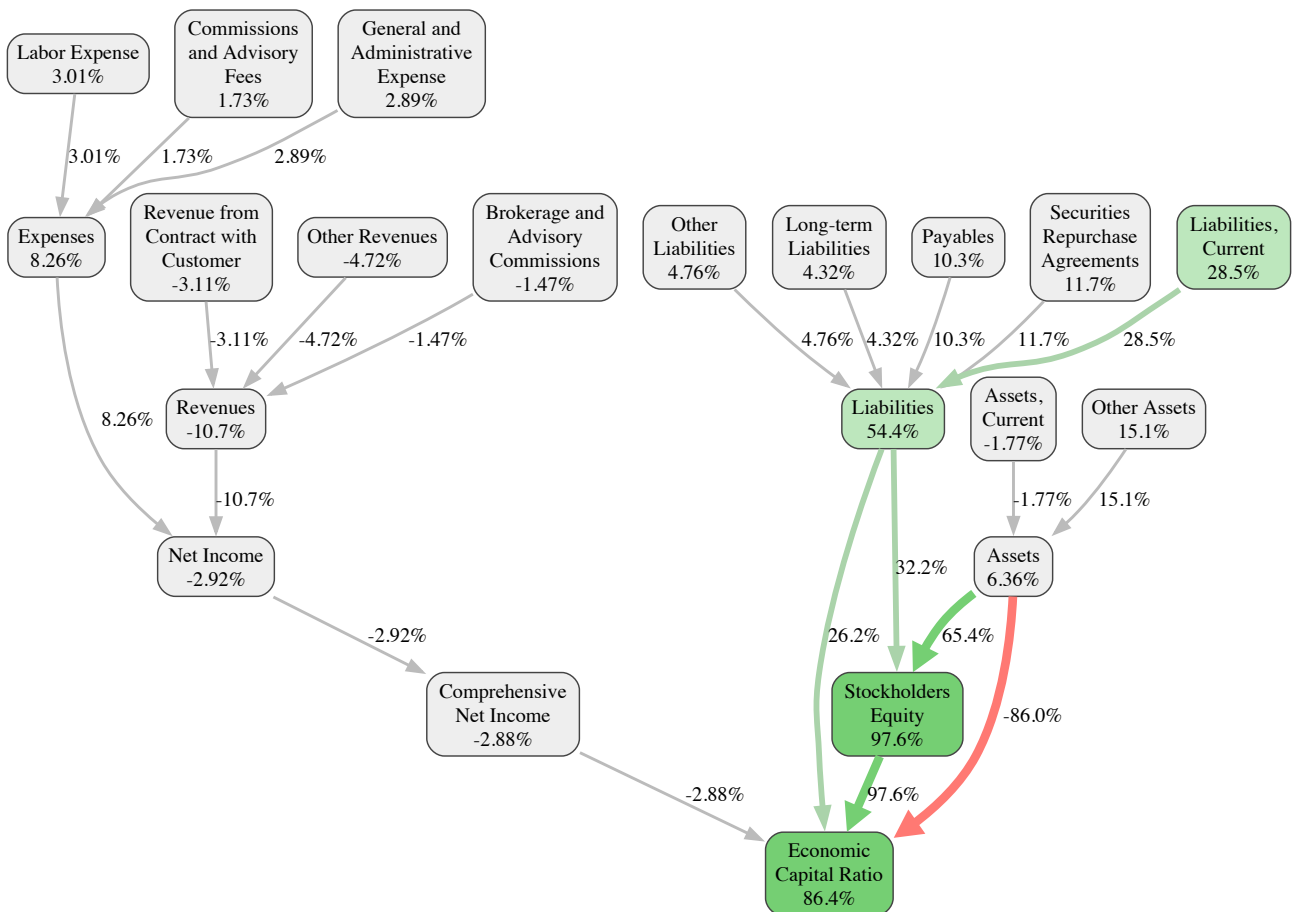 Labor Expense
3.01%
Commissions
and Advisory
Fees
1.73%
General and
Administrative
Expense
2.89%
3.01%
1.73%
2.89%
Expenses
8.26%
Revenue from
Contract with
Customer
-3.11%
Other Revenues
-4.72%
Brokerage and
Advisory
Commissions
-1.47%
Other
Liabilities
4.76%
Long-term
Liabilities
4.32%
Payables
10.3%
Securities
Repurchase
Agreements
11.7%
Liabilities,
Current
28.5%
-3.11%
-4.72%
-1.47%
4.76%
4.32%
10.3%
11.7%
28.5%
8.26%
Revenues
-10.7%
Liabilities
54.4%
Assets,
Current
-1.77%
Other Assets
15.1%
-10.7%
-1.77%
15.1%
Net Income
-2.92%
32.2%
Assets
6.36%
-2.92%
26.2%
65.4%
Comprehensive
Net Income
-2.88%
Stockholders
Equity
97.6%
-86.0%
-2.88%
97.6%
Economic
Capital Ratio
86.4%